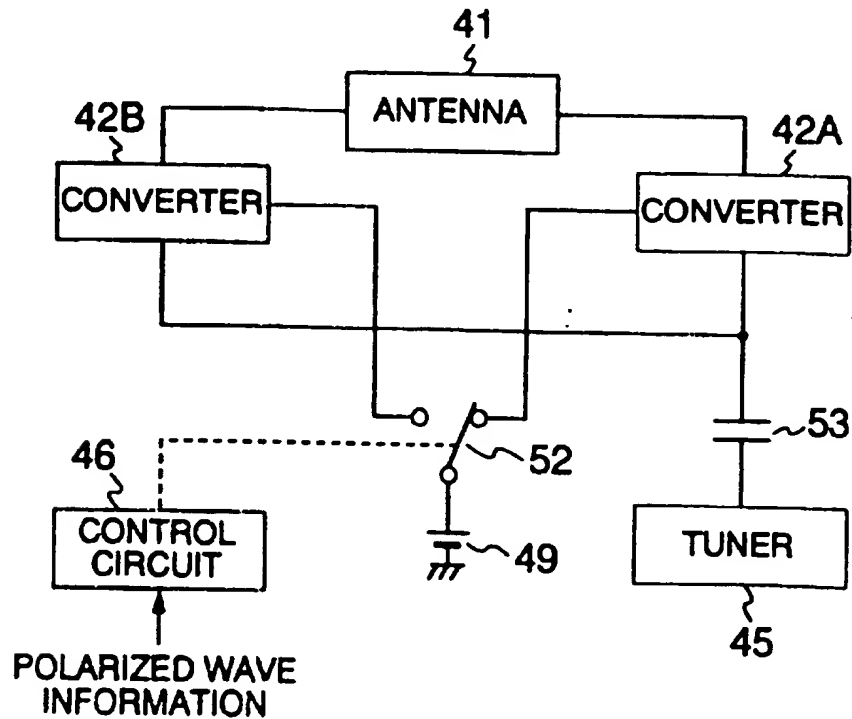 41
ANTENNA
42B
CONVERTER
42A
CONVERTER
53
52
46
CONTROL
CIRCUIT
49
TUNER
45
POLARIZED WAVE
INFORMATION